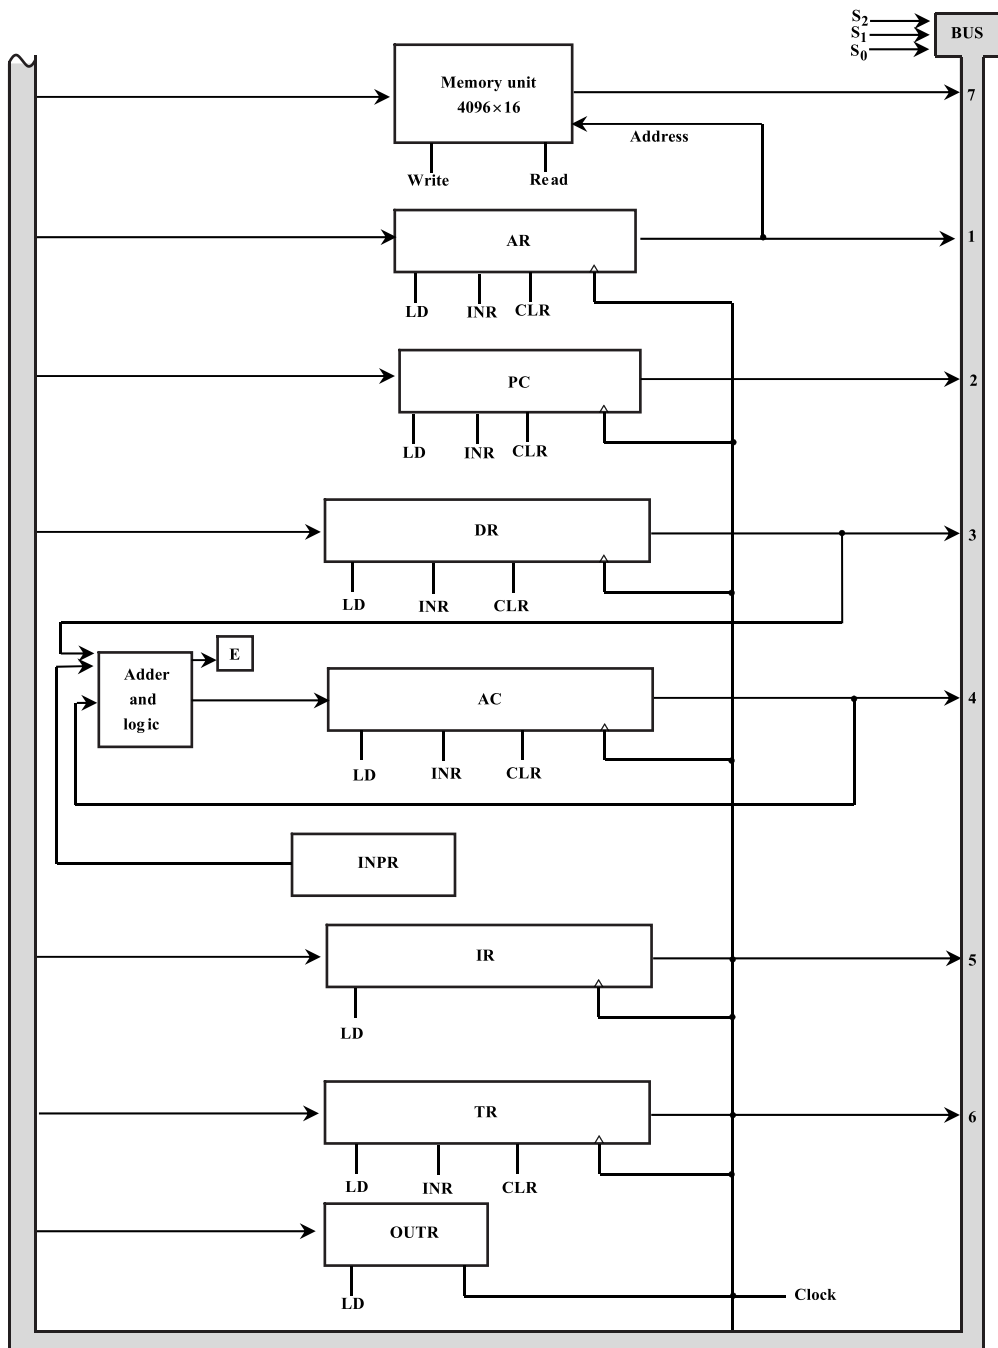 S2
S1
S0
BUS
Memory unit
4096×16
7
Address
Write
Read
AR
1
LD
INR
CLR
PC
2
LD
INR
CLR
DR
3
LD
INR
CLR
E
Adder
and
logic
AC
4
LD
INR
CLR
INPR
IR
5
LD
TR
6
LD
INR
CLR
OUTR
LD
Clock